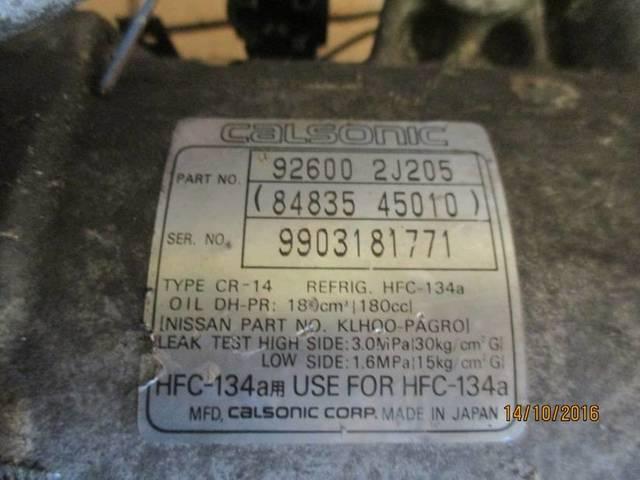 calsonic
PART NO. 92600 2J205
(84835 45010)
SER. NO. 9903181771
TYPE CR-14 REFRIG. HFC-134a
OIL DH-PR: 180cm³[180cc]
[NISSAN PART NO. KLH00-PAGR0]
LEAK TEST HIGH SIDE: 3.0MPa[30kg/cm²G]
LOW SIDE: 1.6MPa[15kg/cm²G]
HFC-134a用 USE FOR HFC-134a
MFD. calsonic corp. MADE IN JAPAN
14/10/2016